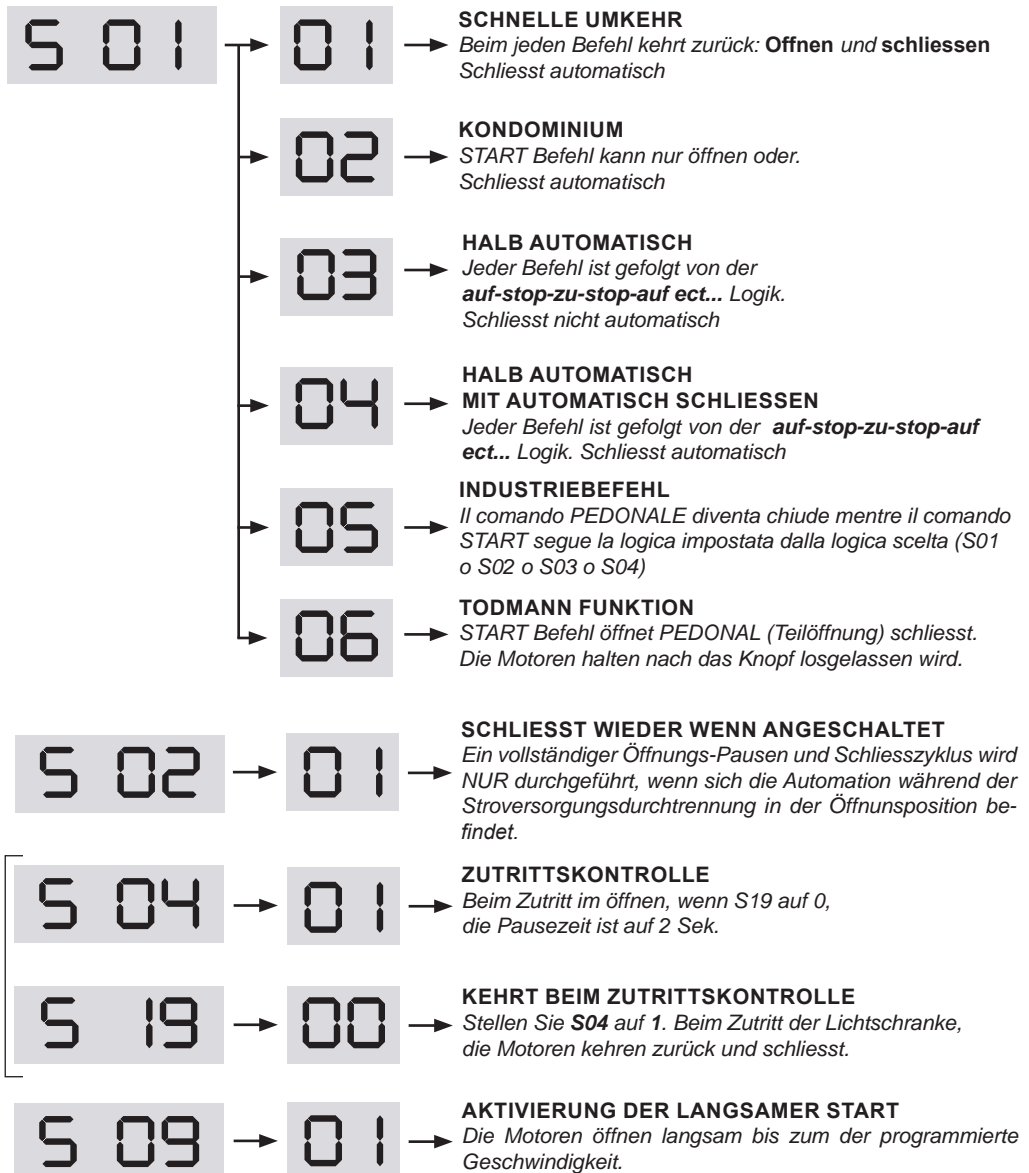 S 01
01
SCHNELLE UMKEHR
Beim jeden Befehl kehrt zurück: Offnen und schliessen
Schliesst automatisch
02
KONDOMINIUM
START Befehl kann nur öffnen oder.
Schliesst automatisch
03
HALB AUTOMATISCH
Jeder Befehl ist gefolgt von der
auf-stop-zu-stop-auf ect... Logik.
Schliesst nicht automatisch
04
HALB AUTOMATISCH
MIT AUTOMATISCH SCHLIESSEN
Jeder Befehl ist gefolgt von der auf-stop-zu-stop-auf
ect... Logik. Schliesst automatisch
05
INDUSTRIEBEFEHL
Il comando PEDONALE diventa chiude mentre il comando
START segue la logica impostata dalla logica scelta (S01
o S02 o S03 o S04)
06
TODMANN FUNKTION
START Befehl öffnet PEDONAL (Teilöffnung) schliesst.
Die Motoren halten nach das Knopf losgelassen wird.
S 02
01
SCHLIESST WIEDER WENN ANGESCHALTET
Ein vollständiger Öffnungs-Pausen und Schliesszyklus wird
NUR durchgeführt, wenn sich die Automation während der
Stroversorgungsdurchtrennung in der Öffnunsposition be-
findet.
S 04
01
ZUTRITTSKONTROLLE
Beim Zutritt im öffnen, wenn S19 auf 0,
die Pausezeit ist auf 2 Sek.
S 19
00
KEHRT BEIM ZUTRITTSKONTROLLE
Stellen Sie S04 auf 1. Beim Zutritt der Lichtschranke,
die Motoren kehren zurück und schliesst.
S 09
01
AKTIVIERUNG DER LANGSAMER START
Die Motoren öffnen langsam bis zum der programmierte
Geschwindigkeit.